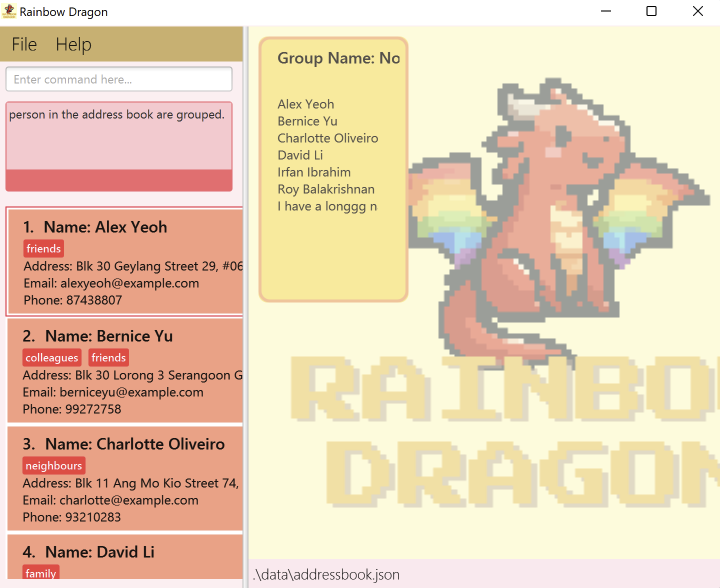 Rainbow Dragon
File Help
Enter command here...
person in the address book are grouped.
1. Name: Alex Yeoh
friends
Address: Blk 30 Geylang Street 29, #06
Email: alexyeoh@example.com
Phone: 87438807
2. Name: Bernice Yu
colleagues friends
Address: Blk 30 Lorong 3 Serangoon G
Email: berniceyu@example.com
Phone: 99272758
3. Name: Charlotte Oliveiro
neighbours
Address: Blk 11 Ang Mo Kio Street 74,
Email: charlotte@example.com
Phone: 93210283
4. Name: David Li
family
Group Name: No
Alex Yeoh
Bernice Yu
Charlotte Oliveiro
David Li
Irfan Ibrahim
Roy Balakrishnan
I have a longgg n
RAINBO
DRAGON
.\data\addressbook.json